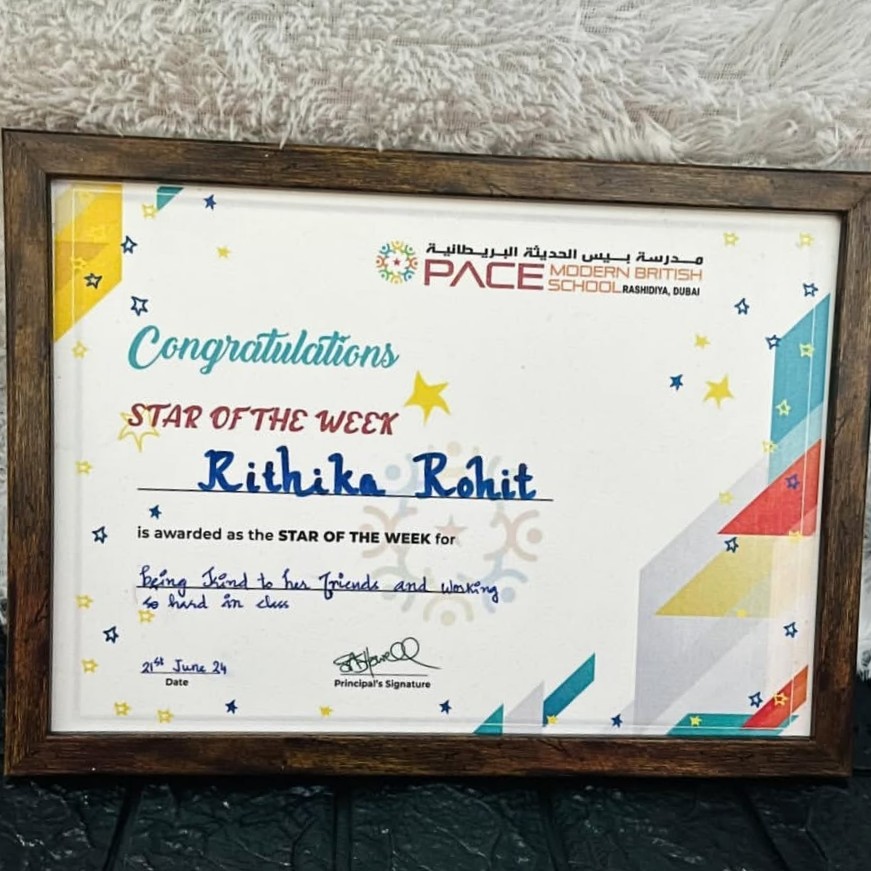 مدرسة بيس الحديثة البريطانية
PACE MODERN BRITISH
SCHOOL RASHIDIYA, DUBAI
Congratulations
STAR OF THE WEEK
Rithika Rohit
is awarded as the STAR OF THE WEEK for
being kind to her friends and working
so hard in class
21st June 24
Date
Principal's Signature